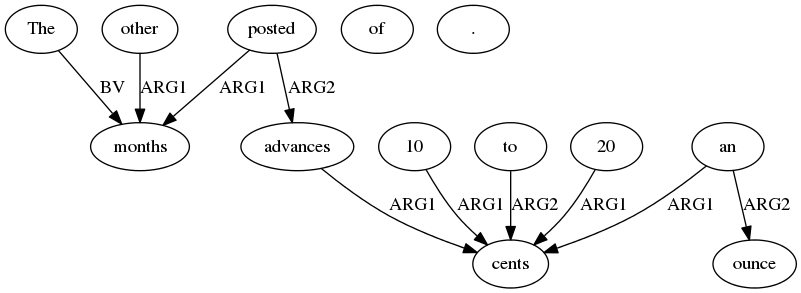 The other posted of .
BV ARG1 ARG1 ARG2
months advances 10 to 20 an
ARG1 ARG1 ARG2 ARG1 ARG1 ARG2
cents ounce